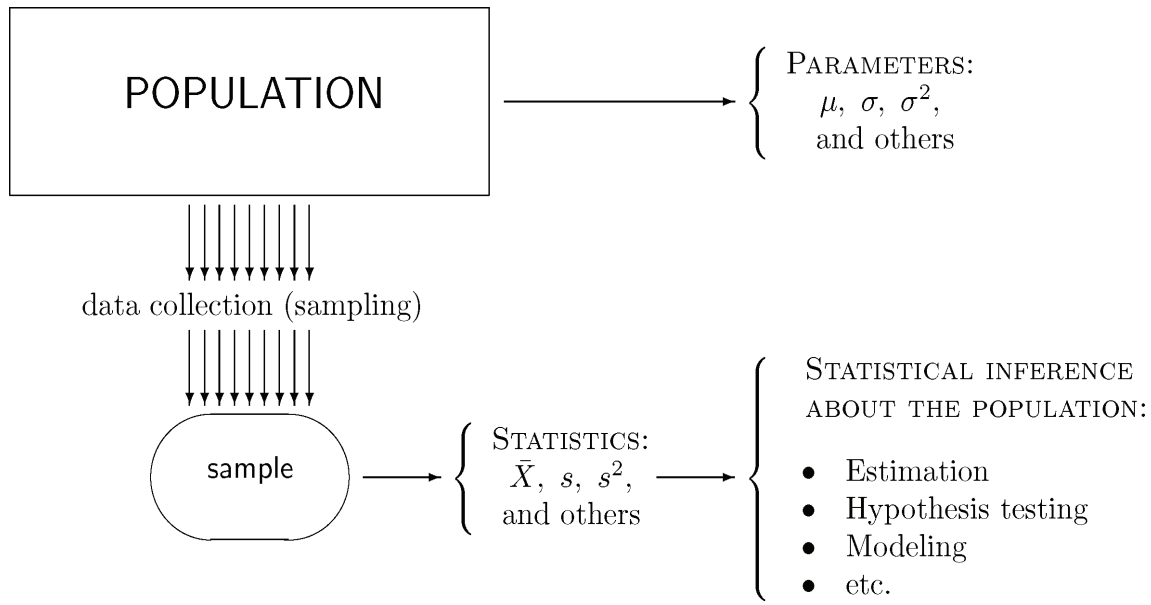 POPULATION
PARAMETERS:
μ, σ, σ²,
and others
data collection (sampling)
sample
STATISTICS:
X̄, s, s²,
and others
STATISTICAL INFERENCE
ABOUT THE POPULATION:
• Estimation
• Hypothesis testing
• Modeling
• etc.